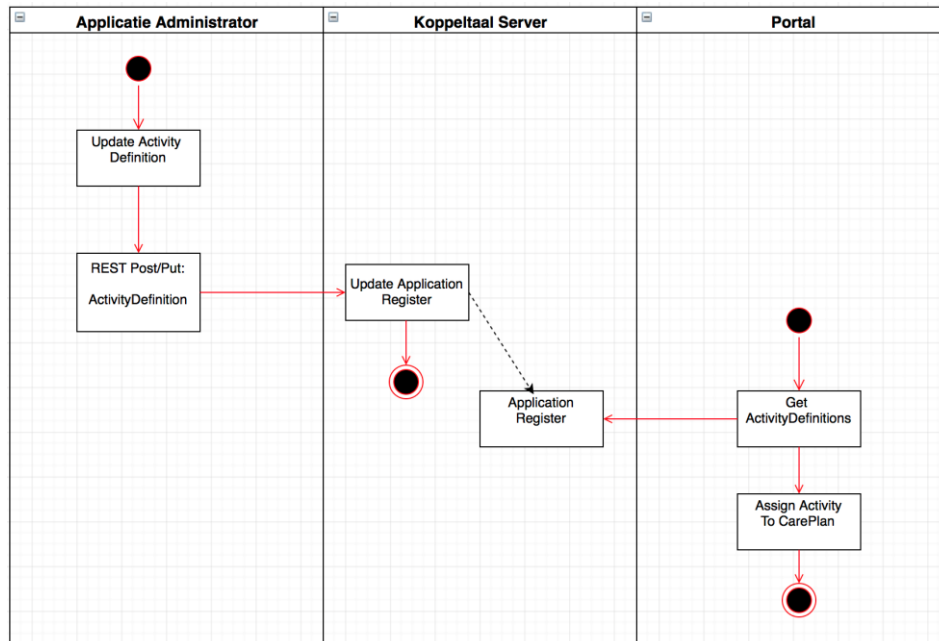 Applicatie Administrator
Koppeltaal Server
Portal
Update Activity
Definition
REST Post/Put:
ActivityDefinition
Update Application
Register
Application
Register
Get
ActivityDefinitions
Assign Activity
To CarePlan